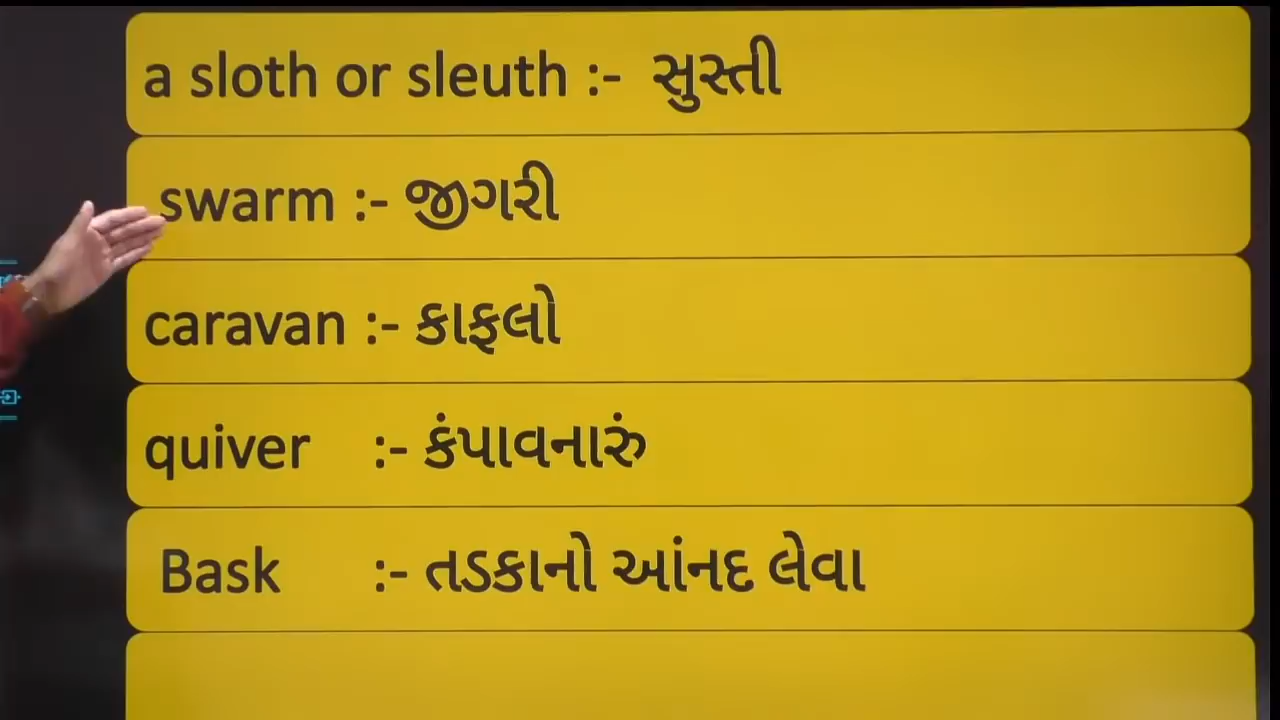 a sloth or sleuth :- સુસ્તી
swarm :- જીગરી
caravan :- કાફલો
quiver :- કંપાવનારું
Bask :- તડકાનો આંનદ લેવા